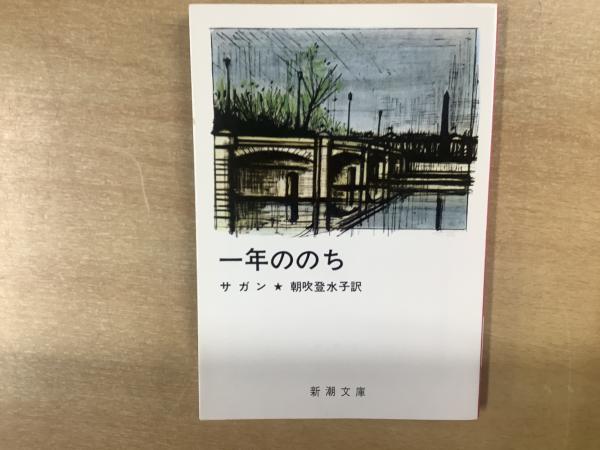 一年ののち
サガン★朝吹登水子訳
新潮文庫